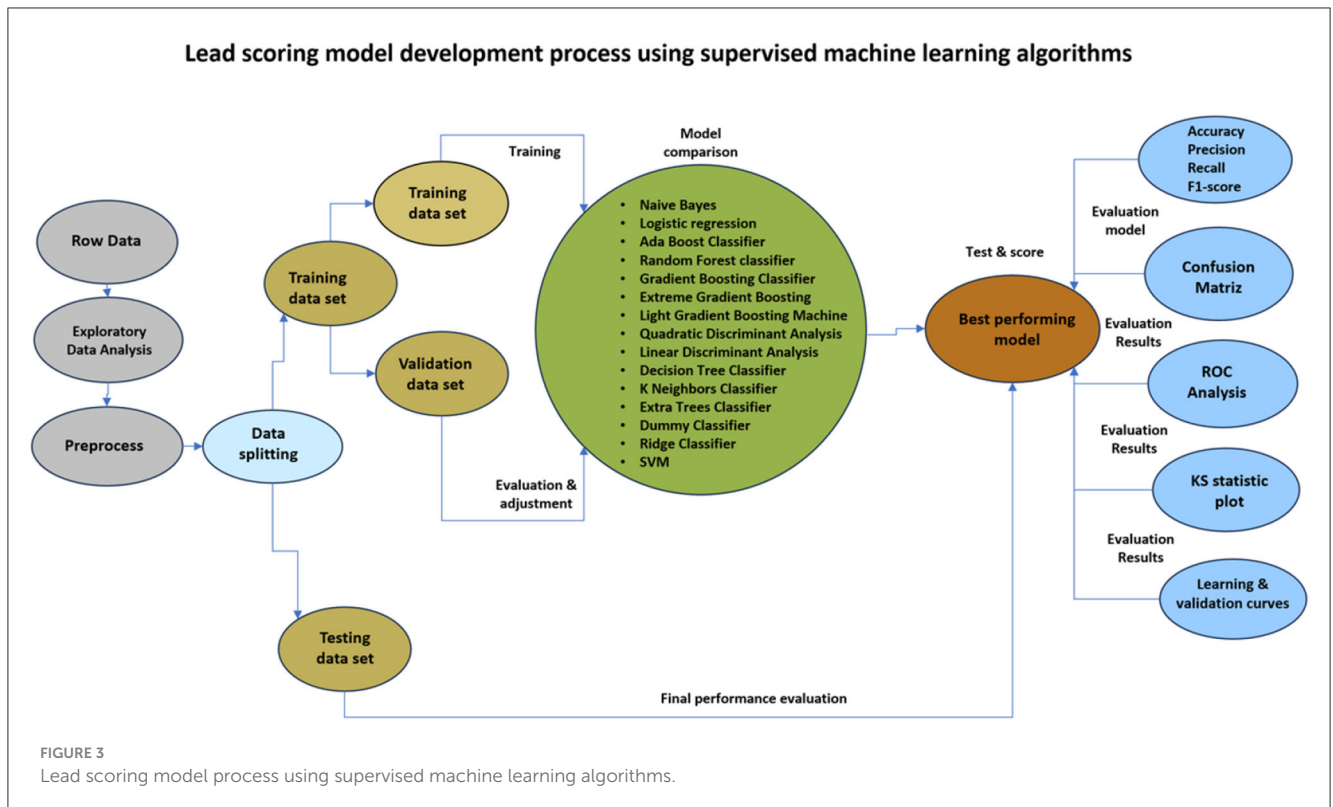 Lead scoring model development process using supervised machine learning algorithms
Row Data
Exploratory
Data Analysis
Preprocess
Data
splitting
Training
data set
Training
data set
Validation
data set
Testing
data set
Training
Evaluation &
adjustment
Model
comparison
• Naive Bayes
• Logistic regression
• Ada Boost Classifier
• Random Forest classifier
• Gradient Boosting Classifier
• Extreme Gradient Boosting
• Light Gradient Boosting Machine
• Quadratic Discriminant Analysis
• Linear Discriminant Analysis
• Decision Tree Classifier
• K Neighbors Classifier
• Extra Trees Classifier
• Dummy Classifier
• Ridge Classifier
• SVM
Final performance evaluation
Test & score
Best performing
model
Accuracy
Precision
Recall
F1-score
Evaluation
model
Confusion
Matriz
Evaluation
Results
ROC
Analysis
Evaluation
Results
KS statistic
plot
Evaluation
Results
Learning &
validation curves
FIGURE 3
Lead scoring model process using supervised machine learning algorithms.